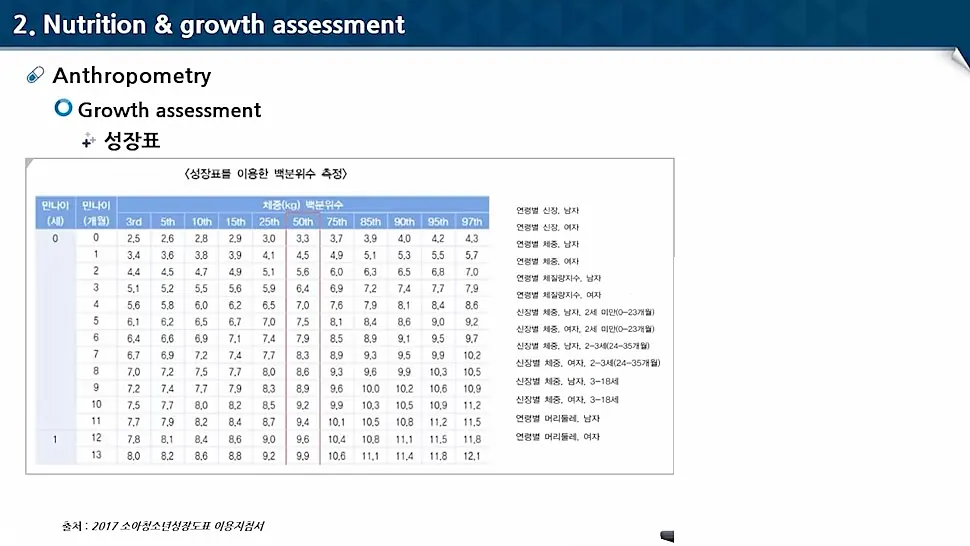 2. Nutrition & growth assessment
Anthropometry
Growth assessment
성장표
<성장표를 이용한 백분위수 측정>
만나이 만나이 체중(kg) 백분위수
(세) (개월) 3rd 5th 10th 15th 25th 50th 75th 85th 90th 95th 97th
0 0 2.5 2.6 2.8 2.9 3.0 3.3 3.7 3.9 4.0 4.2 4.3
1 3.4 3.6 3.8 3.9 4.1 4.5 4.9 5.1 5.3 5.5 5.7
2 4.4 4.5 4.7 4.9 5.1 5.6 6.0 6.3 6.5 6.8 7.0
3 5.1 5.2 5.5 5.6 5.9 6.4 6.9 7.2 7.4 7.7 7.9
4 5.6 5.8 6.0 6.2 6.5 7.0 7.6 7.9 8.1 8.4 8.6
5 6.1 6.2 6.5 6.7 7.0 7.5 8.1 8.4 8.6 9.0 9.2
6 6.4 6.6 6.9 7.1 7.4 7.9 8.5 8.9 9.1 9.5 9.7
7 6.7 6.9 7.2 7.4 7.7 8.3 8.9 9.3 9.5 9.9 10.2
8 7.0 7.2 7.5 7.7 8.0 8.6 9.3 9.6 9.9 10.3 10.5
9 7.2 7.4 7.7 7.9 8.3 8.9 9.6 10.0 10.2 10.6 10.9
10 7.5 7.7 8.0 8.2 8.5 9.2 9.9 10.3 10.5 10.9 11.2
11 7.7 7.9 8.2 8.4 8.7 9.4 10.1 10.5 10.8 11.2 11.5
1 12 7.8 8.1 8.4 8.6 9.0 9.6 10.4 10.8 11.1 11.5 11.8
13 8.0 8.2 8.6 8.8 9.2 9.9 10.6 11.1 11.4 11.8 12.1
연령별 신장, 남자
연령별 신장, 여자
연령별 체중, 남자
연령별 체중, 여자
연령별 체질량지수, 남자
연령별 체질량지수, 여자
신장별 체중, 남자, 2세 미만(0-23개월)
신장별 체중, 여자, 2세 미만(0-23개월)
신장별 체중, 남자, 2-3세(24-35개월)
신장별 체중, 여자, 2-3세(24-35개월)
신장별 체중, 남자, 3-18세
신장별 체중, 여자, 3-18세
연령별 머리둘레, 남자
연령별 머리둘레, 여자
출처 : 2017 소아청소년성장도표 이용지침서